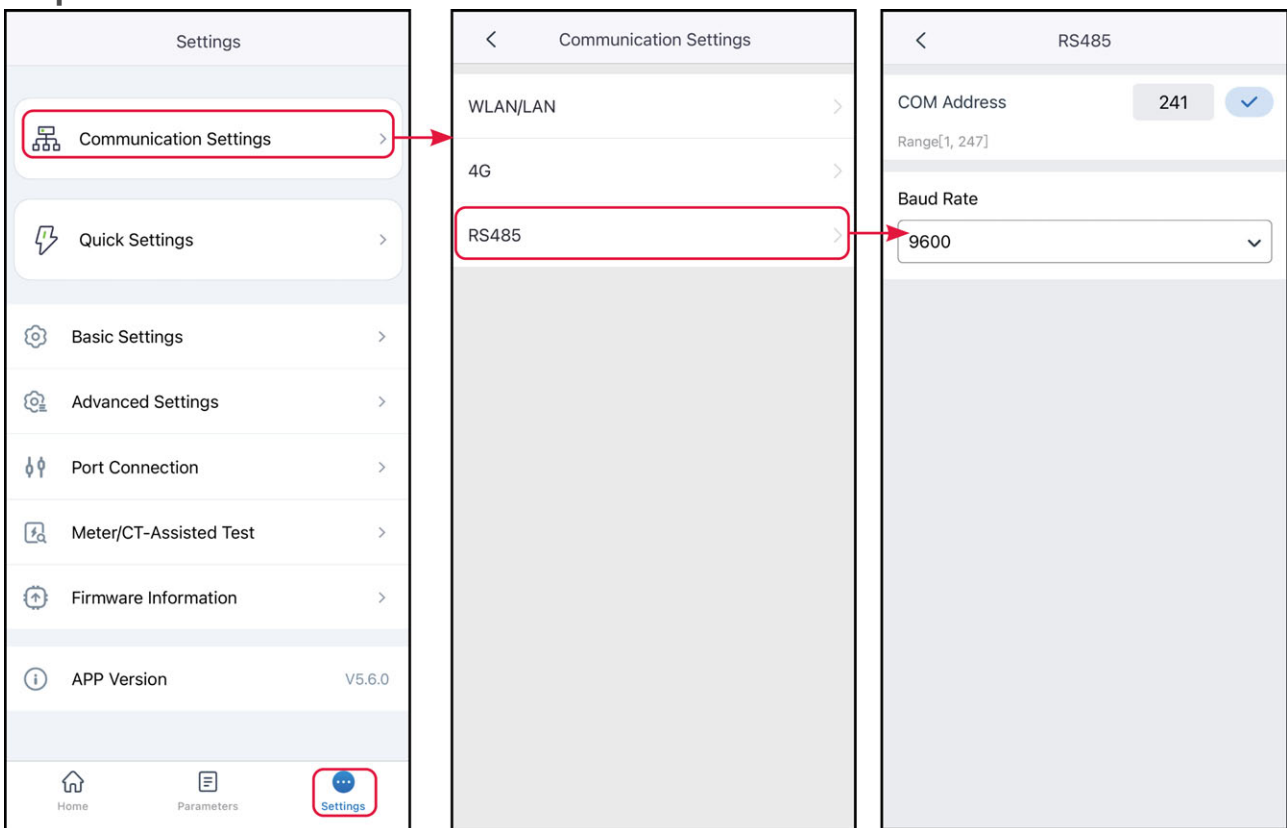 Settings
Communication Settings
Quick Settings
Basic Settings
Advanced Settings
Port Connection
Meter/CT-Assisted Test
Firmware Information
APP Version V5.6.0
Home Parameters Settings
Communication Settings
WLAN/LAN
4G
RS485
RS485
COM Address 241
Range[1, 247]
Baud Rate
9600